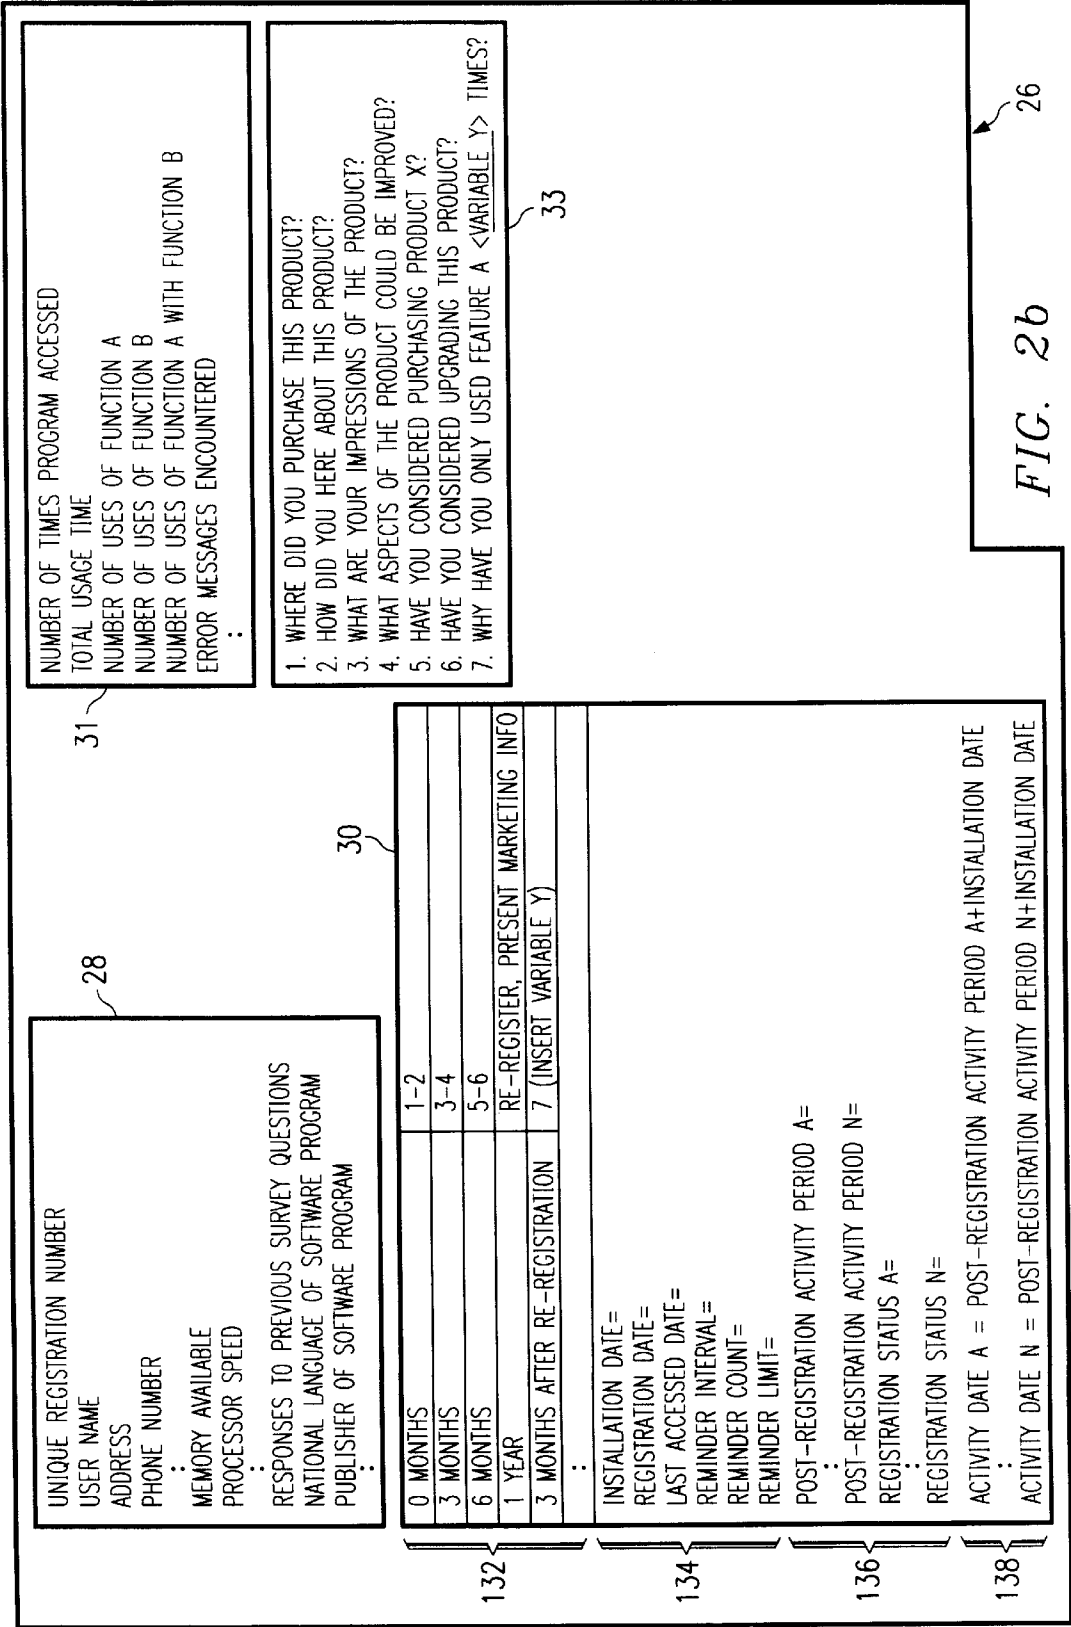 28
UNIQUE REGISTRATION NUMBER
USER NAME
ADDRESS
PHONE NUMBER
:
MEMORY AVAILABLE
PROCESSOR SPEED
:
RESPONSES TO PREVIOUS SURVEY QUESTIONS
NATIONAL LANGUAGE OF SOFTWARE PROGRAM
PUBLISHER OF SOFTWARE PROGRAM
:
31
NUMBER OF TIMES PROGRAM ACCESSED
TOTAL USAGE TIME
NUMBER OF USES OF FUNCTION A
NUMBER OF USES OF FUNCTION B
NUMBER OF USES OF FUNCTION A WITH FUNCTION B
ERROR MESSAGES ENCOUNTERED
:
1. WHERE DID YOU PURCHASE THIS PRODUCT?
2. HOW DID YOU HERE ABOUT THIS PRODUCT?
3. WHAT ARE YOUR IMPRESSIONS OF THE PRODUCT?
4. WHAT ASPECTS OF THE PRODUCT COULD BE IMPROVED?
5. HAVE YOU CONSIDERED PURCHASING PRODUCT X?
6. HAVE YOU CONSIDERED UPGRADING THIS PRODUCT?
7. WHY HAVE YOU ONLY USED FEATURE A <VARIABLE Y> TIMES?
33
30
132
0 MONTHS 1-2
3 MONTHS 3-4
6 MONTHS 5-6
1 YEAR RE-REGISTER, PRESENT MARKETING INFO
3 MONTHS AFTER RE-REGISTRATION 7 (INSERT VARIABLE Y)
:
134
INSTALLATION DATE=
REGISTRATION DATE=
LAST ACCESSED DATE=
REMINDER INTERVAL=
REMINDER COUNT=
REMINDER LIMIT=
136
POST-REGISTRATION ACTIVITY PERIOD A=
:
POST-REGISTRATION ACTIVITY PERIOD N=
REGISTRATION STATUS A=
:
REGISTRATION STATUS N=
138
ACTIVITY DATE A = POST-REGISTRATION ACTIVITY PERIOD A+INSTALLATION DATE
:
ACTIVITY DATE N = POST-REGISTRATION ACTIVITY PERIOD N+INSTALLATION DATE
26
FIG. 2b